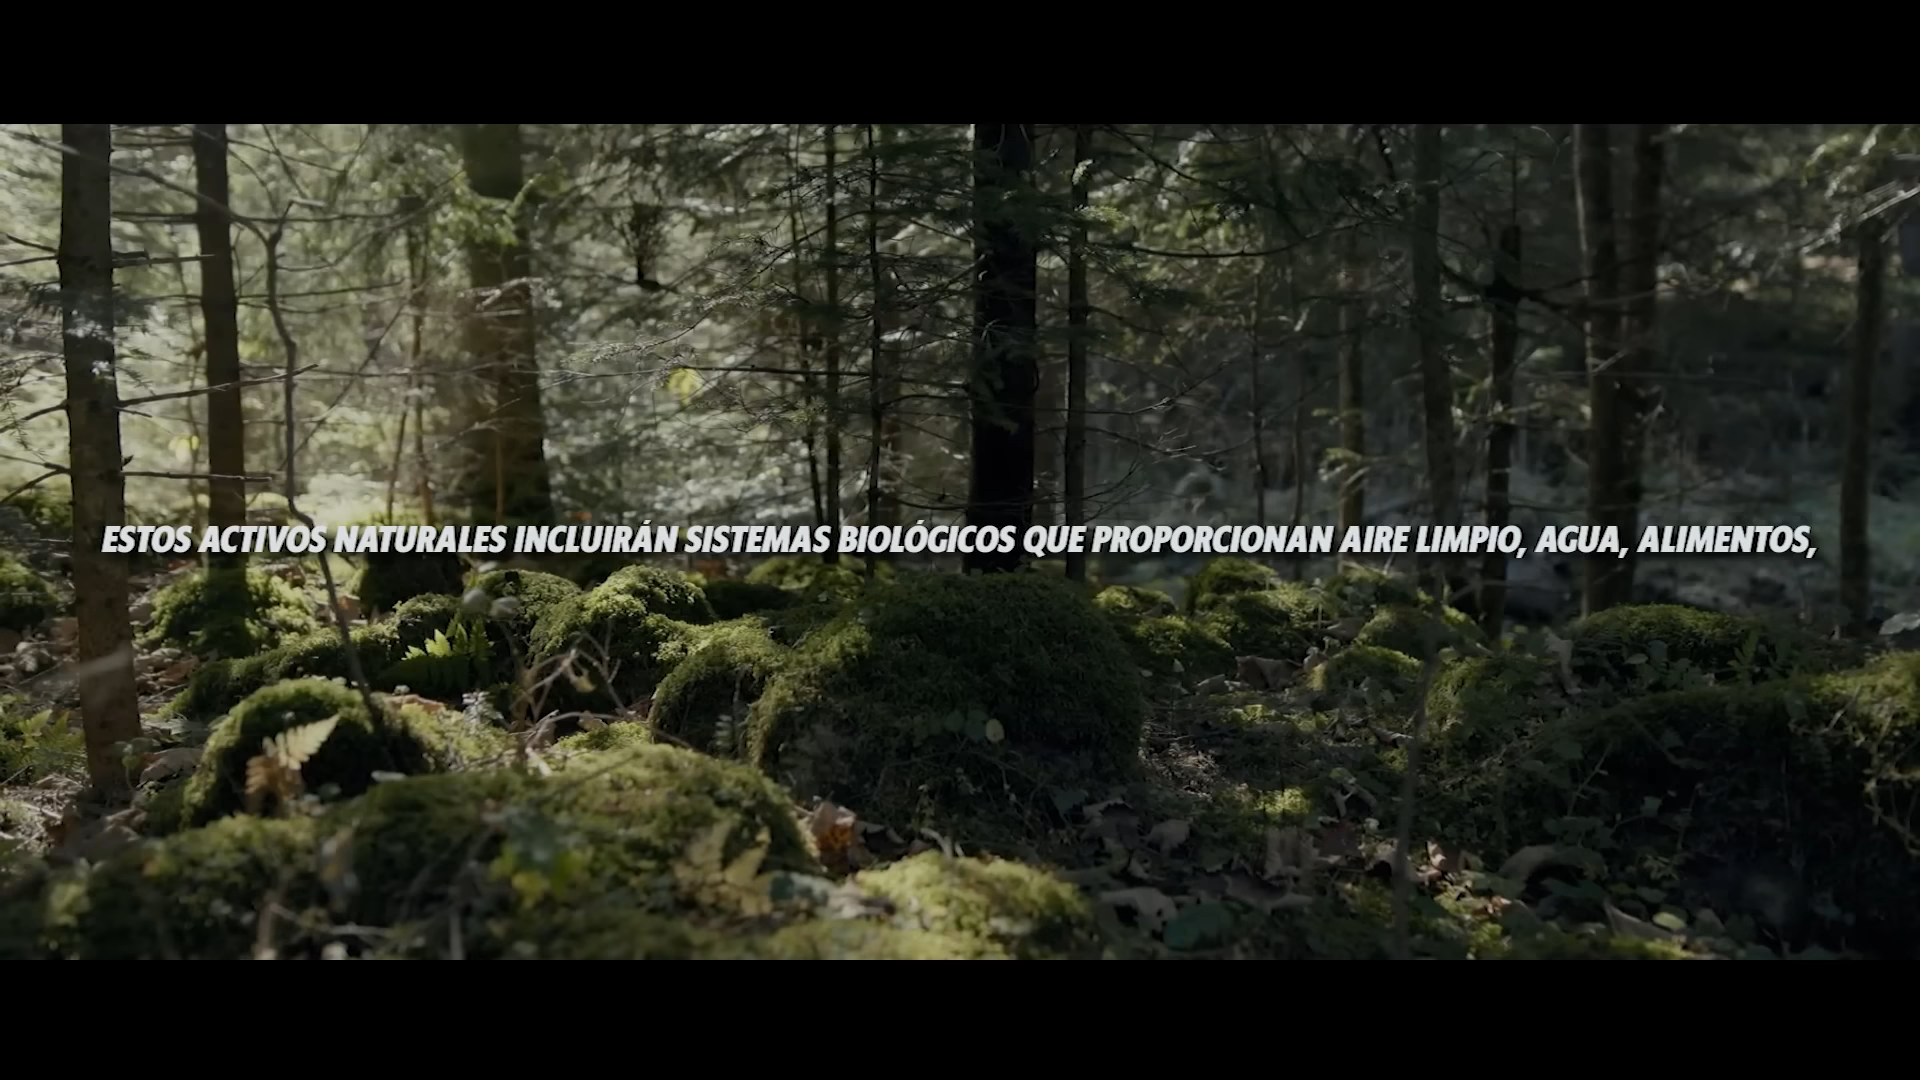 ESTOS ACTIVOS NATURALES INCLUIRÁN SISTEMAS BIOLÓGICOS QUE PROPORCIONAN AIRE LIMPIO, AGUA, ALIMENTOS,